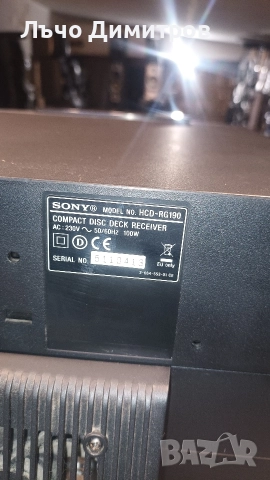 Лъчо Димитров
SONY® MODEL NO. HCD-RG190
COMPACT DISC DECK RECEIVER
AC: 230V ~ 50/60HZ 100W
D CE
EU only
SERIAL NO.
BAZAR